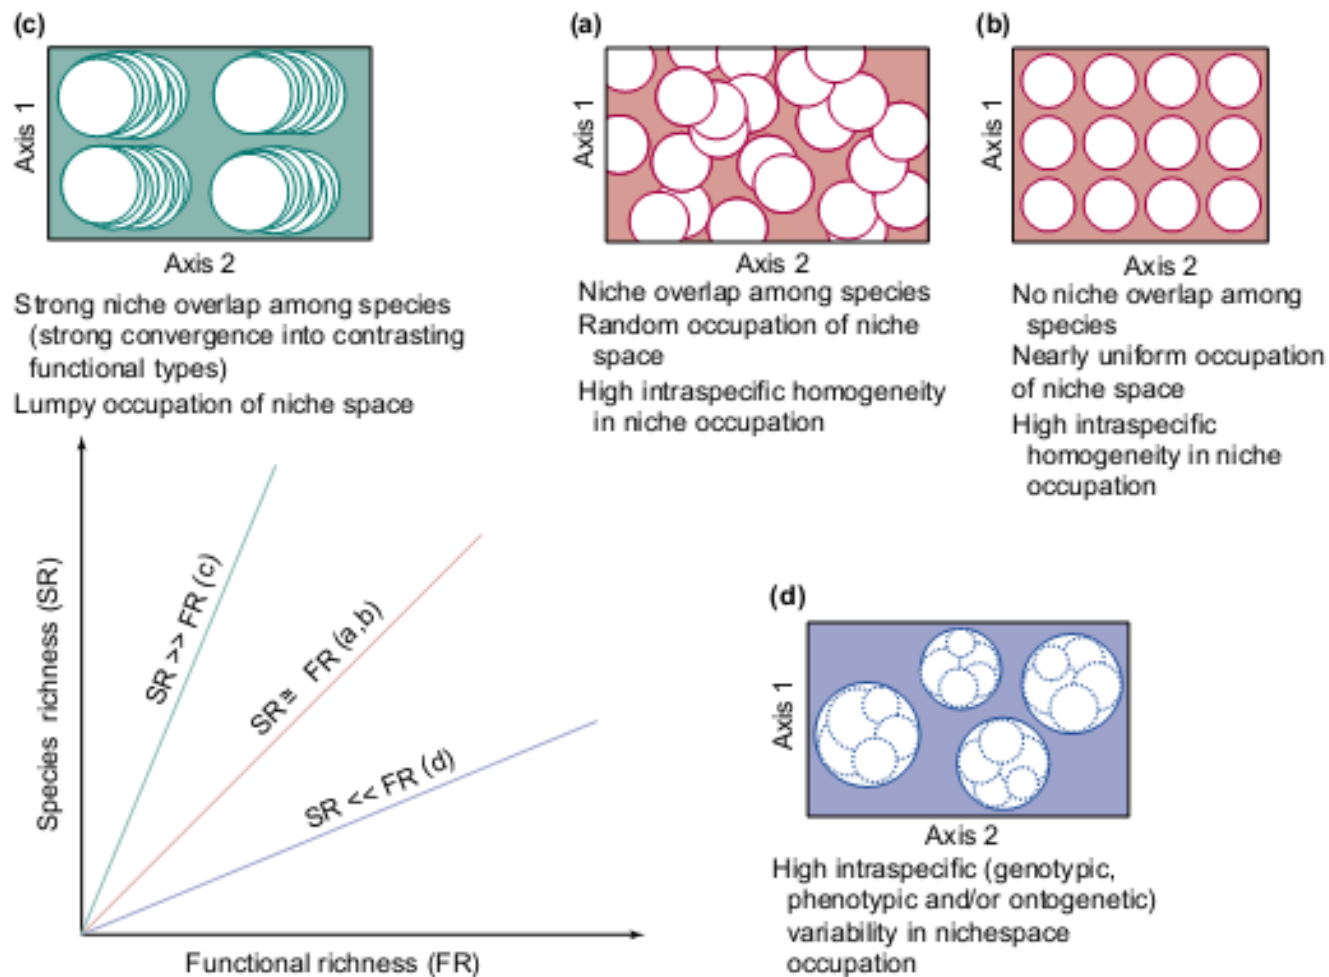 (c)
Axis 1
Axis 2
Strong niche overlap among species
(strong convergence into contrasting
functional types)
Lumpy occupation of niche space
(a)
Axis 1
Axis 2
Niche overlap among species
Random occupation of niche
space
High intraspecific homogeneity
in niche occupation
(b)
Axis 1
Axis 2
No niche overlap among
species
Nearly uniform occupation
of niche space
High intraspecific
homogeneity in niche
occupation
Species richness (SR)
SR >> FR (c)
SR ≅ FR (a,b)
SR << FR (d)
Functional richness (FR)
(d)
Axis 1
Axis 2
High intraspecific (genotypic,
phenotypic and/or ontogenetic)
variability in nichespace
occupation